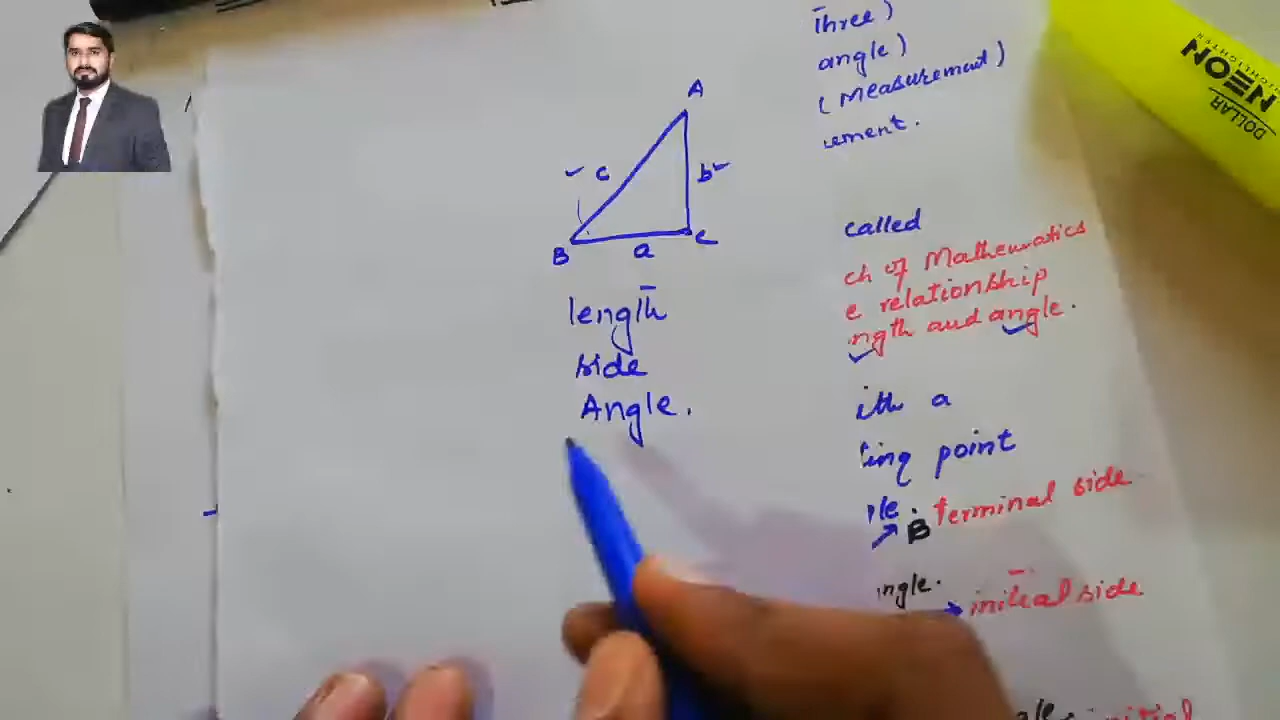 A
c
b
B
a
C
length
side
Angle.
Three)
angle)
(Measurement)
ement.
called
ch of Mathematics
e relationship
ngth and angle.
ith a
ing point
le.
B terminal side
ngle.
initial side
initial
DOLLAR
NEON